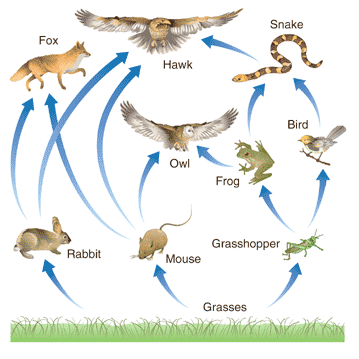 Fox
Hawk
Snake
Bird
Owl
Frog
Rabbit
Mouse
Grasshopper
Grasses